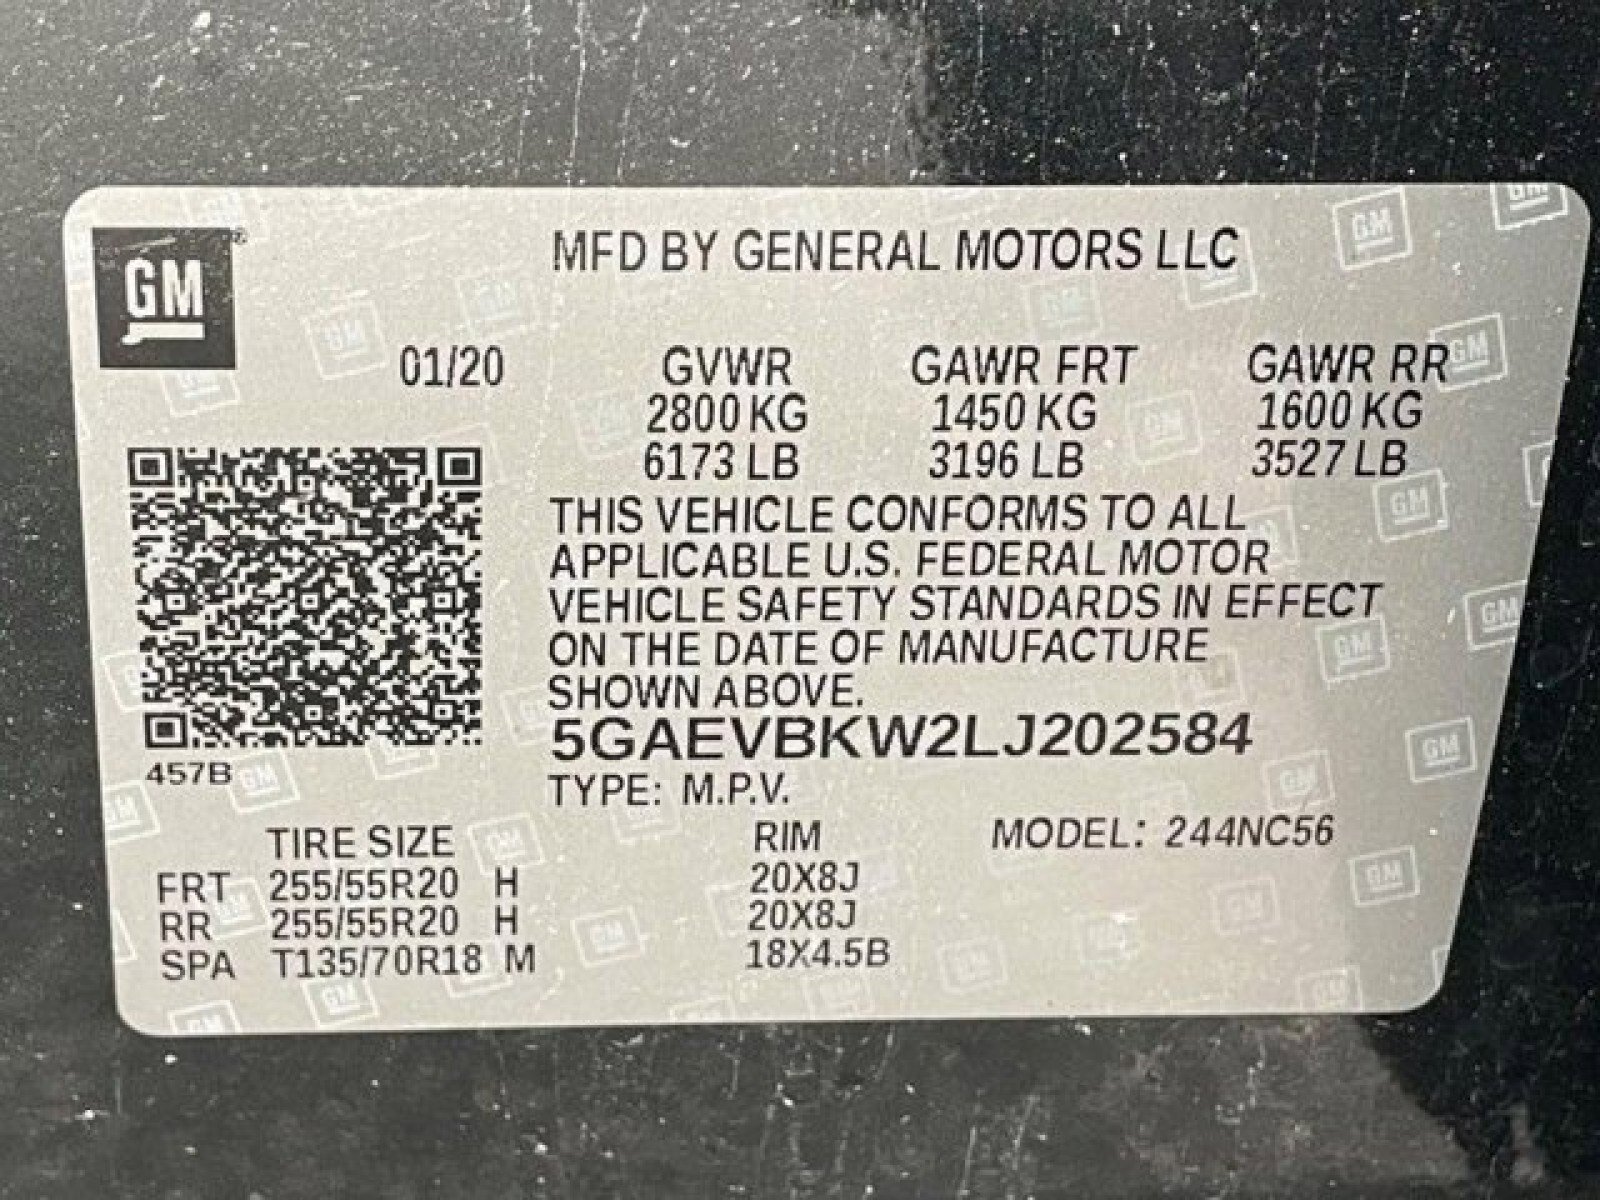 GM
MFD BY GENERAL MOTORS LLC
01/20 GVWR GAWR FRT GAWR RR
2800 KG 1450 KG 1600 KG
6173 LB 3196 LB 3527 LB
THIS VEHICLE CONFORMS TO ALL
APPLICABLE U.S. FEDERAL MOTOR
VEHICLE SAFETY STANDARDS IN EFFECT
ON THE DATE OF MANUFACTURE
SHOWN ABOVE.
5GAEVBKW2LJ202584
457B
TYPE: M.P.V.
TIRE SIZE RIM MODEL: 244NC56
FRT 255/55R20 H 20X8J
RR 255/55R20 H 20X8J
SPA T135/70R18 M 18X4.5B